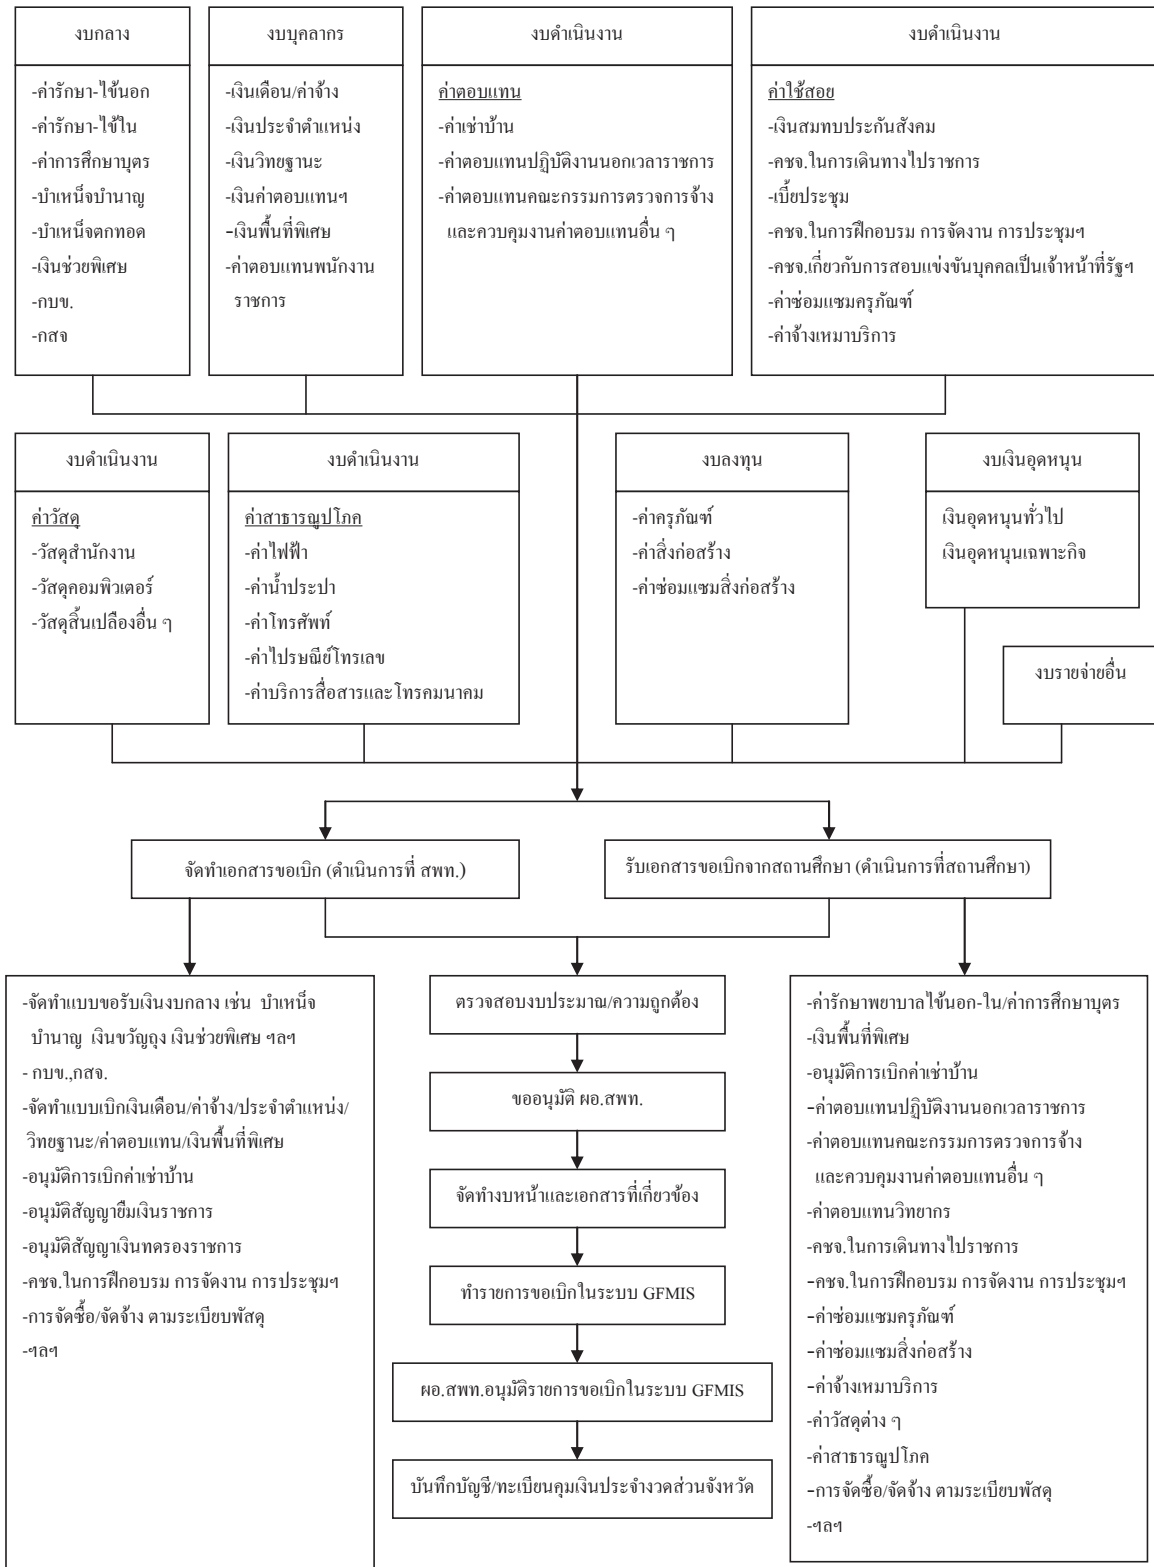 งบกลาง
-ค่ารักษา-ไข้นอก
-ค่ารักษา-ไข้ใน
-ค่าการศึกษาบุตร
-บำเหน็จบำนาญ
-บำเหน็จตกทอด
-เงินช่วยพิเศษ
-กบข.
-กสจ
งบบุคลากร
-เงินเดือน/ค่าจ้าง
-เงินประจำตำแหน่ง
-เงินวิทยฐานะ
-เงินค่าตอบแทนฯ
-เงินพื้นที่พิเศษ
-ค่าตอบแทนพนักงาน
ราชการ
งบดำเนินงาน
ค่าตอบแทน
-ค่าเช่าบ้าน
-ค่าตอบแทนปฏิบัติงานนอกเวลาราชการ
-ค่าตอบแทนคณะกรรมการตรวจการจ้าง
และควบคุมงานค่าตอบแทนอื่น ๆ
งบดำเนินงาน
ค่าใช้สอย
-เงินสมทบประกันสังคม
-คชจ.ในการเดินทางไปราชการ
-เบี้ยประชุม
-คชจ.ในการฝึกอบรม การจัดงาน การประชุมฯ
-คชจ.เกี่ยวกับการสอบแข่งขันบุคคลเป็นเจ้าหน้าที่รัฐฯ
-ค่าซ่อมแซมครุภัณฑ์
-ค่าจ้างเหมาบริการ
งบดำเนินงาน
ค่าวัสดุ
-วัสดุสำนักงาน
-วัสดุคอมพิวเตอร์
-วัสดุสิ้นเปลืองอื่น ๆ
งบดำเนินงาน
ค่าสาธารณูปโภค
-ค่าไฟฟ้า
-ค่าน้ำประปา
-ค่าโทรศัพท์
-ค่าไปรษณีย์โทรเลข
-ค่าบริการสื่อสารและโทรคมนาคม
งบลงทุน
-ค่าครุภัณฑ์
-ค่าสิ่งก่อสร้าง
-ค่าซ่อมแซมสิ่งก่อสร้าง
งบเงินอุดหนุน
เงินอุดหนุนทั่วไป
เงินอุดหนุนเฉพาะกิจ
งบรายจ่ายอื่น
จัดทำเอกสารขอเบิก (ดำเนินการที่ สพท.)
รับเอกสารขอเบิกจากสถานศึกษา (ดำเนินการที่สถานศึกษา)
-จัดทำแบบขอรับเงินงบกลาง เช่น บำเหน็จ
บำนาญ เงินขวัญถุง เงินช่วยพิเศษ ฯลฯ
- กบข.,กสจ.
-จัดทำแบบเบิกเงินเดือน/ค่าจ้าง/ประจำตำแหน่ง/
วิทยฐานะ/ค่าตอบแทน/เงินพื้นที่พิเศษ
-อนุมัติการเบิกค่าเช่าบ้าน
-อนุมัติสัญญายืมเงินราชการ
-อนุมัติสัญญาเงินทดรองราชการ
-คชจ.ในการฝึกอบรม การจัดงาน การประชุมฯ
-การจัดซื้อ/จัดจ้าง ตามระเบียบพัสดุ
-ฯลฯ
ตรวจสอบงบประมาณ/ความถูกต้อง
ขออนุมัติ ผอ.สพท.
จัดทำงบหน้าและเอกสารที่เกี่ยวข้อง
ทำรายการขอเบิกในระบบ GFMIS
ผอ.สพท.อนุมัติรายการขอเบิกในระบบ GFMIS
บันทึกบัญชี/ทะเบียนคุมเงินประจำงวดส่วนจังหวัด
-ค่ารักษาพยาบาลไข้นอก-ใน/ค่าการศึกษาบุตร
-เงินพื้นที่พิเศษ
-อนุมัติการเบิกค่าเช่าบ้าน
-ค่าตอบแทนปฏิบัติงานนอกเวลาราชการ
-ค่าตอบแทนคณะกรรมการตรวจการจ้าง
และควบคุมงานค่าตอบแทนอื่น ๆ
-ค่าตอบแทนวิทยากร
-คชจ.ในการเดินทางไปราชการ
-คชจ.ในการฝึกอบรม การจัดงาน การประชุมฯ
-ค่าซ่อมแซมครุภัณฑ์
-ค่าซ่อมแซมสิ่งก่อสร้าง
-ค่าจ้างเหมาบริการ
-ค่าวัสดุต่าง ๆ
-ค่าสาธารณูปโภค
-การจัดซื้อ/จัดจ้าง ตามระเบียบพัสดุ
-ฯลฯ